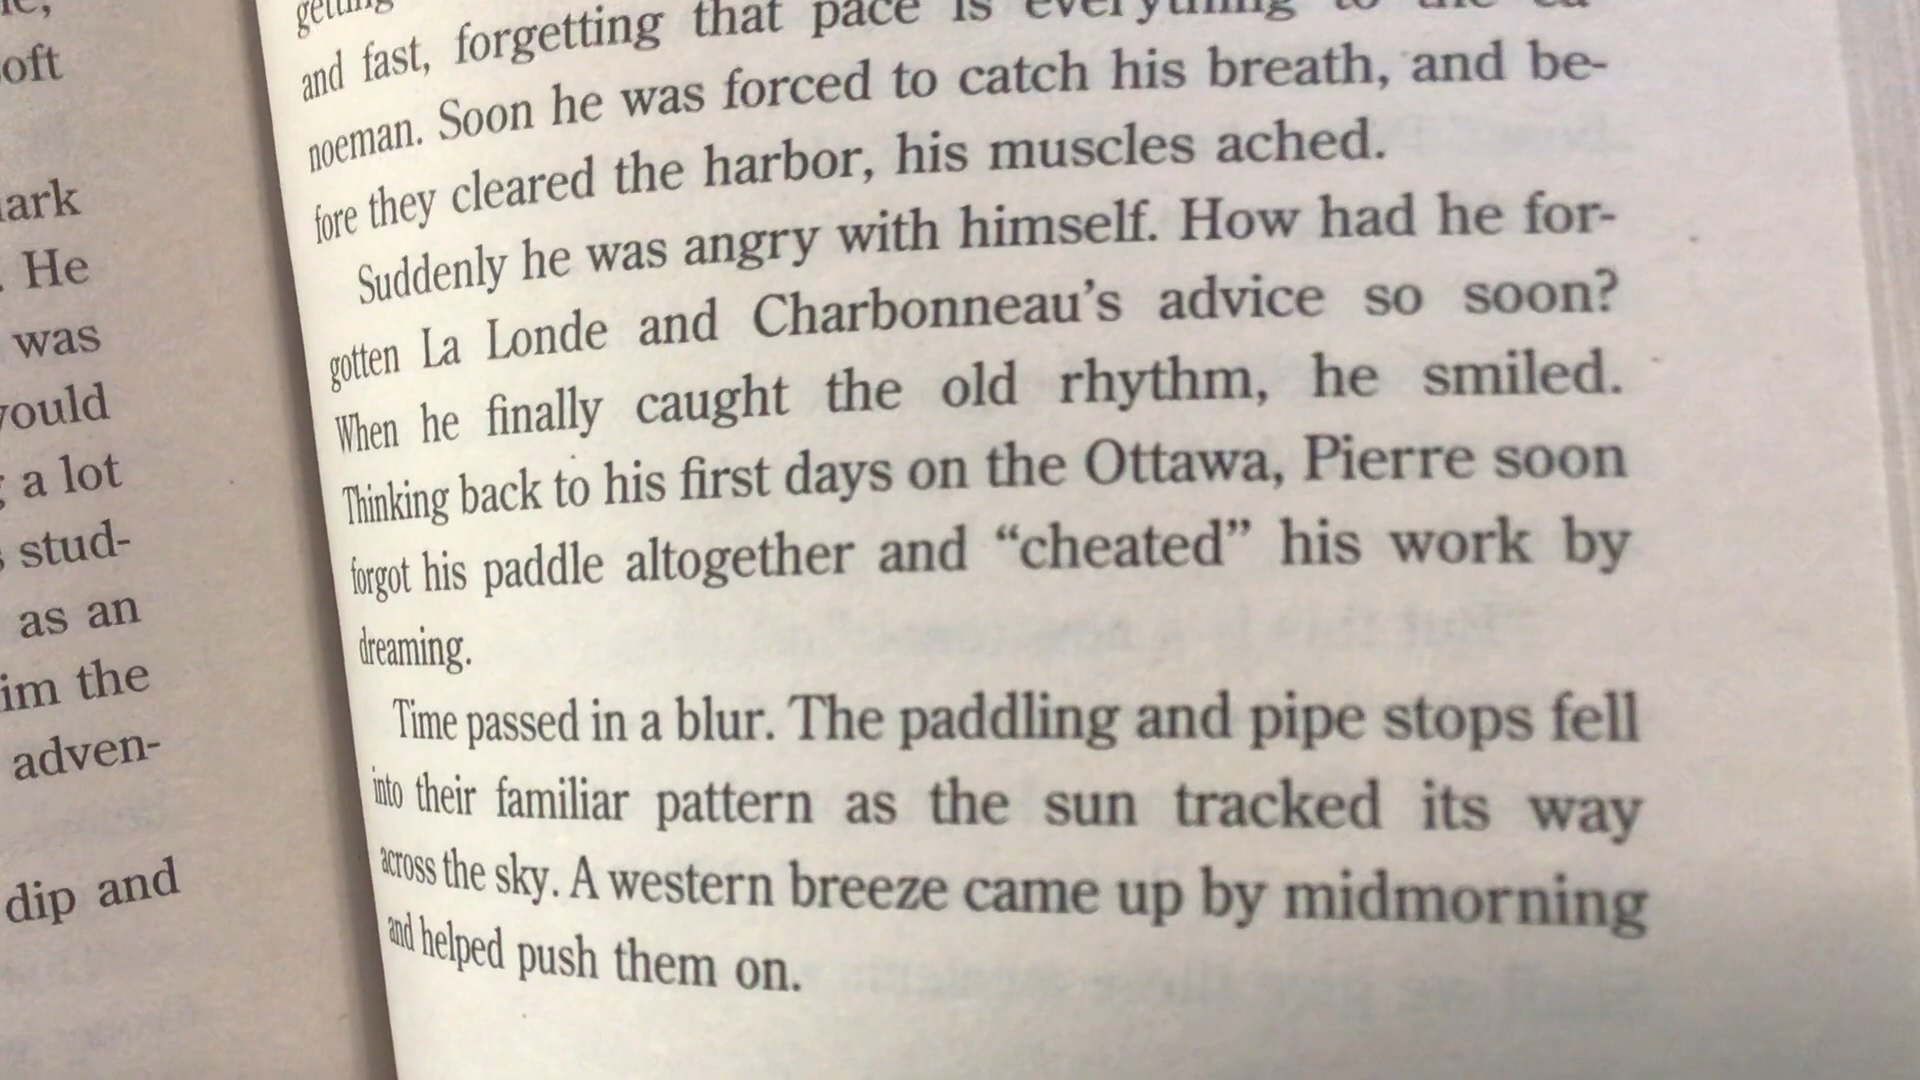 oft
ark
. He
was
ould
a lot
stud-
as an
im the
adven-
dip and
getting
and fast, forgetting that pace is everything to the ca
noeman. Soon he was forced to catch his breath, and be-
fore they cleared the harbor, his muscles ached.
Suddenly he was angry with himself. How had he for-
gotten La Londe and Charbonneau's advice so soon?
When he finally caught the old rhythm, he smiled.
Thinking back to his first days on the Ottawa, Pierre soon
forgot his paddle altogether and “cheated” his work by
dreaming.
Time passed in a blur. The paddling and pipe stops fell
into their familiar pattern as the sun tracked its way
across the sky. A western breeze came up by midmorning
and helped push them on.